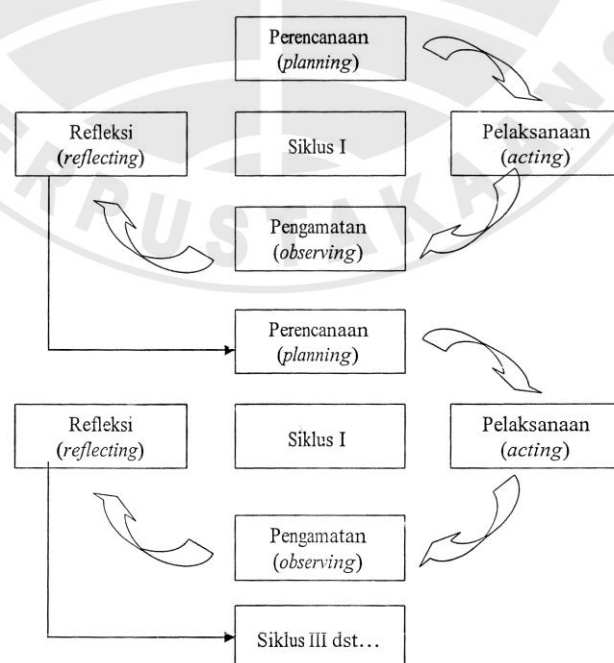 Perencanaan
(planning)
Refleksi
(reflecting)
Siklus I
Pelaksanaan
(acting)
Pengamatan
(observing)
Perencanaan
(planning)
Refleksi
(reflecting)
Siklus I
Pelaksanaan
(acting)
Pengamatan
(observing)
Siklus III dst...